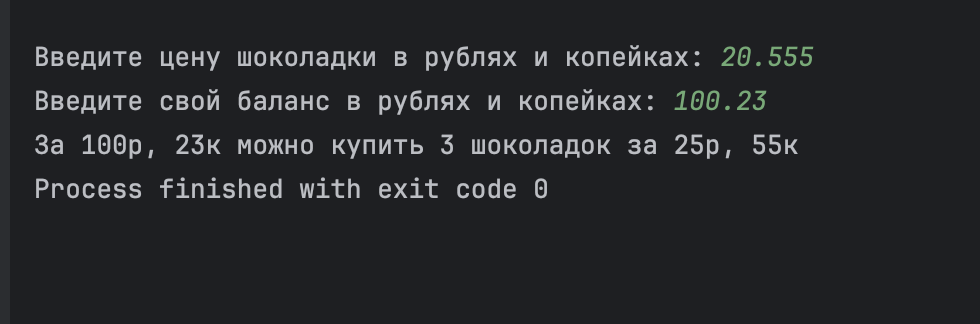 Введите цену шоколадки в рублях и копейках: 20.555
Введите свой баланс в рублях и копейках: 100.23
За 100р, 23к можно купить 3 шоколадок за 25р, 55к
Process finished with exit code 0